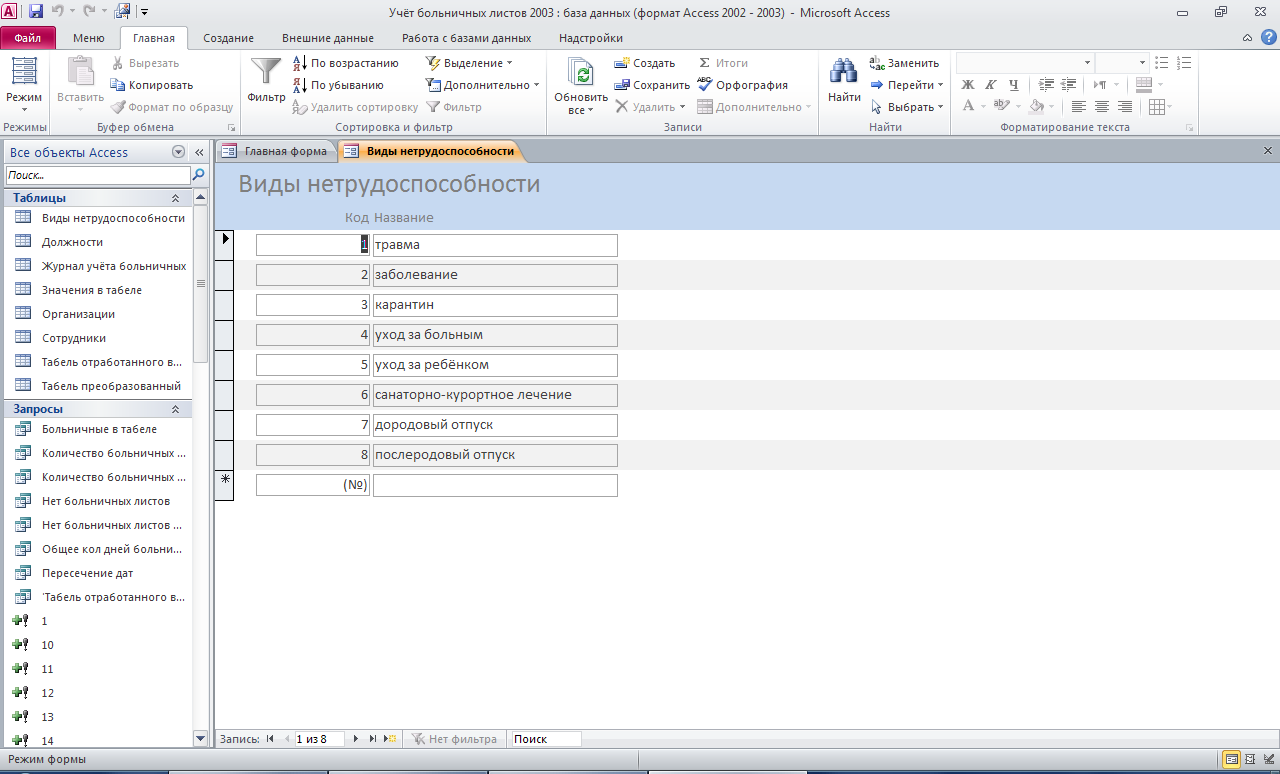 Учёт больничных листов 2003 : база данных (формат Access 2002 - 2003) - Microsoft Access
Файл Меню Главная Создание Внешние данные Работа с базами данных Надстройки
Режим
Режимы
Вставить
Вырезать
Копировать
Формат по образцу
Буфер обмена
Фильтр
По возрастанию
По убыванию
Удалить сортировку
Выделение
Дополнительно
Фильтр
Сортировка и фильтр
Обновить все
Создать
Сохранить
Удалить
Итоги
Орфография
Дополнительно
Записи
Найти
Заменить
Перейти
Выбрать
Найти
Ж К Ч
А
Форматирование текста
Все объекты Access
Поиск...
Таблицы
Виды нетрудоспособности
Должности
Журнал учёта больничных
Значения в табеле
Организации
Сотрудники
Табель отработанного в...
Табель преобразованный
Запросы
Больничные в табеле
Количество больничных ...
Количество больничных ...
Нет больничных листов
Нет больничных листов ...
Общее кол дней больни...
Пересечение дат
'Табель отработанного в...
1
10
11
12
13
14
Главная форма Виды нетрудоспособности
Виды нетрудоспособности
Код Название
1 травма
2 заболевание
3 карантин
4 уход за больным
5 уход за ребёнком
6 санаторно-курортное лечение
7 дородовый отпуск
8 послеродовый отпуск
(№)
Запись: 1 из 8 Нет фильтра Поиск
Режим формы